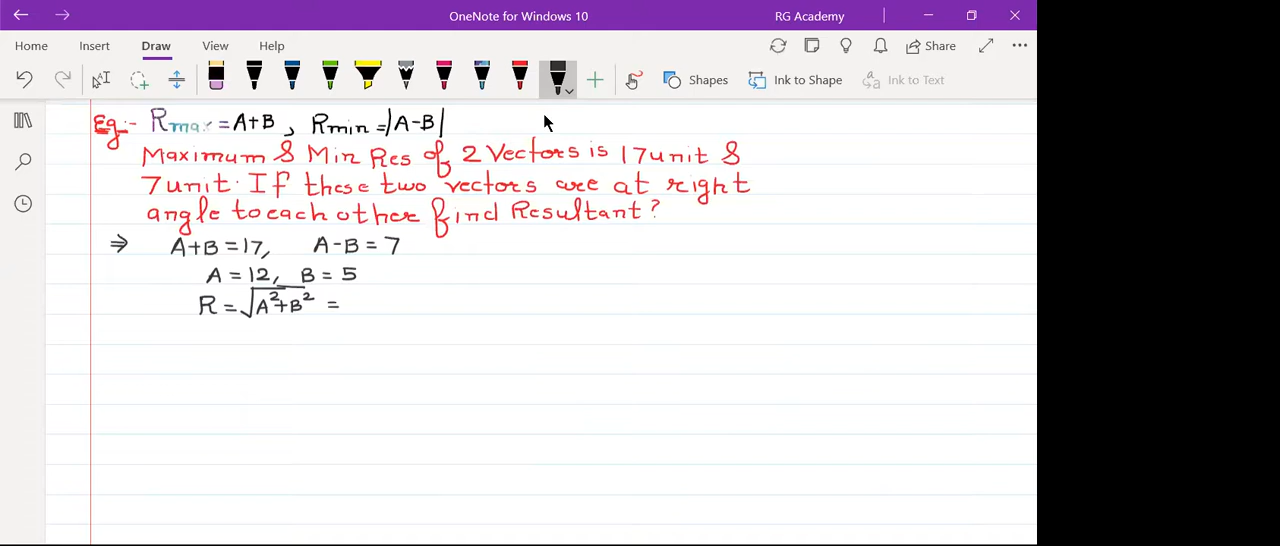 OneNote for Windows 10
RG Academy
Home Insert Draw View Help
Share
Shapes Ink to Shape Ink to Text
Eg:- Rmax = A+B , Rmin = |A-B|
Maximum & Min Res of 2 Vectors is 17unit &
7unit. If these two vectors are at right
angle to each other find Resultant?
⇒ A+B = 17, A-B = 7
A = 12, B = 5
R = √A²+B² =